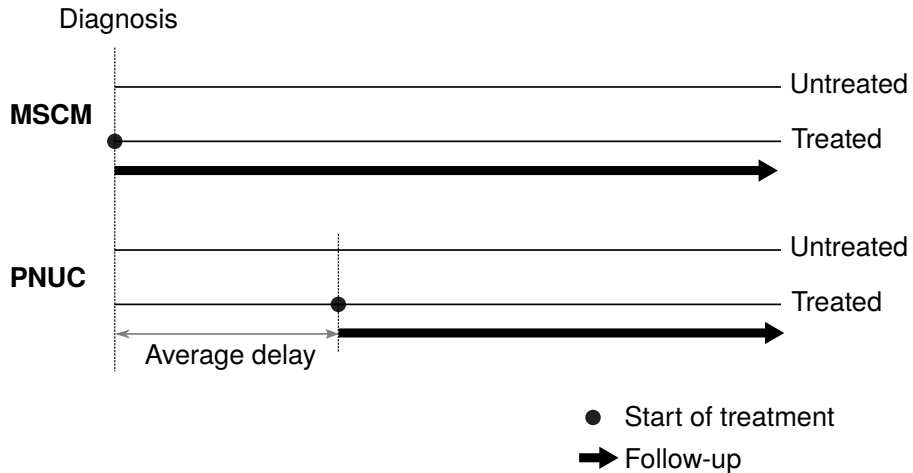 Diagnosis
Untreated
MSCM
Treated
Untreated
PNUC
Treated
Average delay
Start of treatment
Follow-up